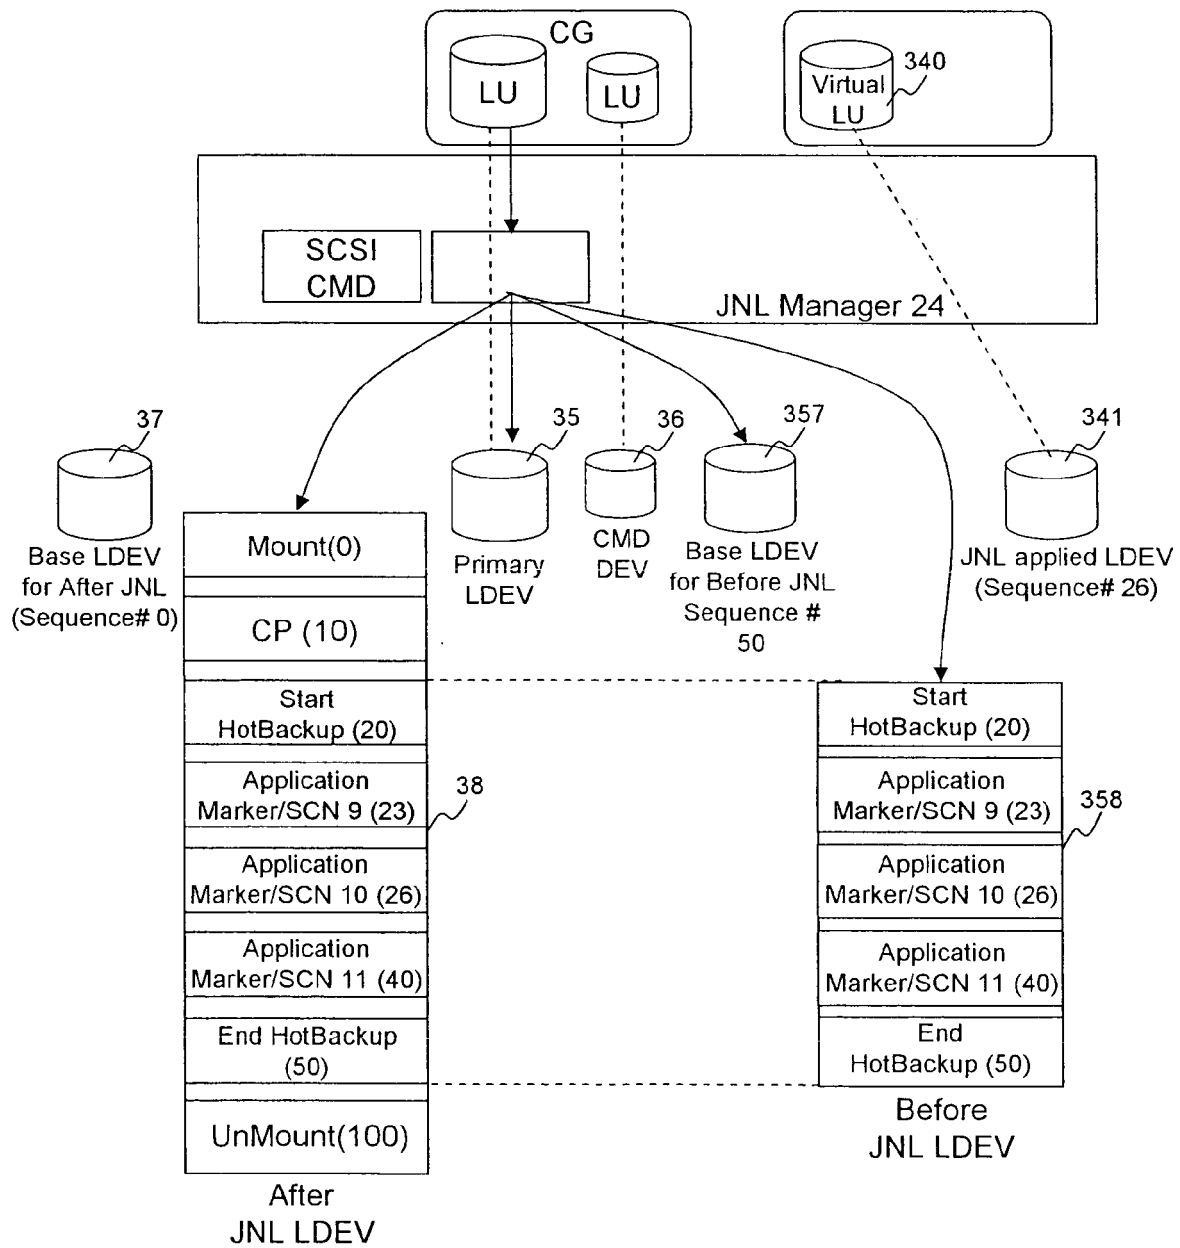 CG
LU
LU
Virtual
LU
340
SCSI
CMD
JNL Manager 24
37
35
36
357
341
Base LDEV
for After JNL
(Sequence# 0)
Primary
LDEV
CMD
DEV
Base LDEV
for Before JNL
Sequence #
50
JNL applied LDEV
(Sequence# 26)
Mount(0)
CP (10)
Start
HotBackup (20)
Application
Marker/SCN 9 (23)
38
Application
Marker/SCN 10 (26)
Application
Marker/SCN 11 (40)
End HotBackup
(50)
UnMount(100)
After
JNL LDEV
Start
HotBackup (20)
Application
Marker/SCN 9 (23)
358
Application
Marker/SCN 10 (26)
Application
Marker/SCN 11 (40)
End
HotBackup (50)
Before
JNL LDEV